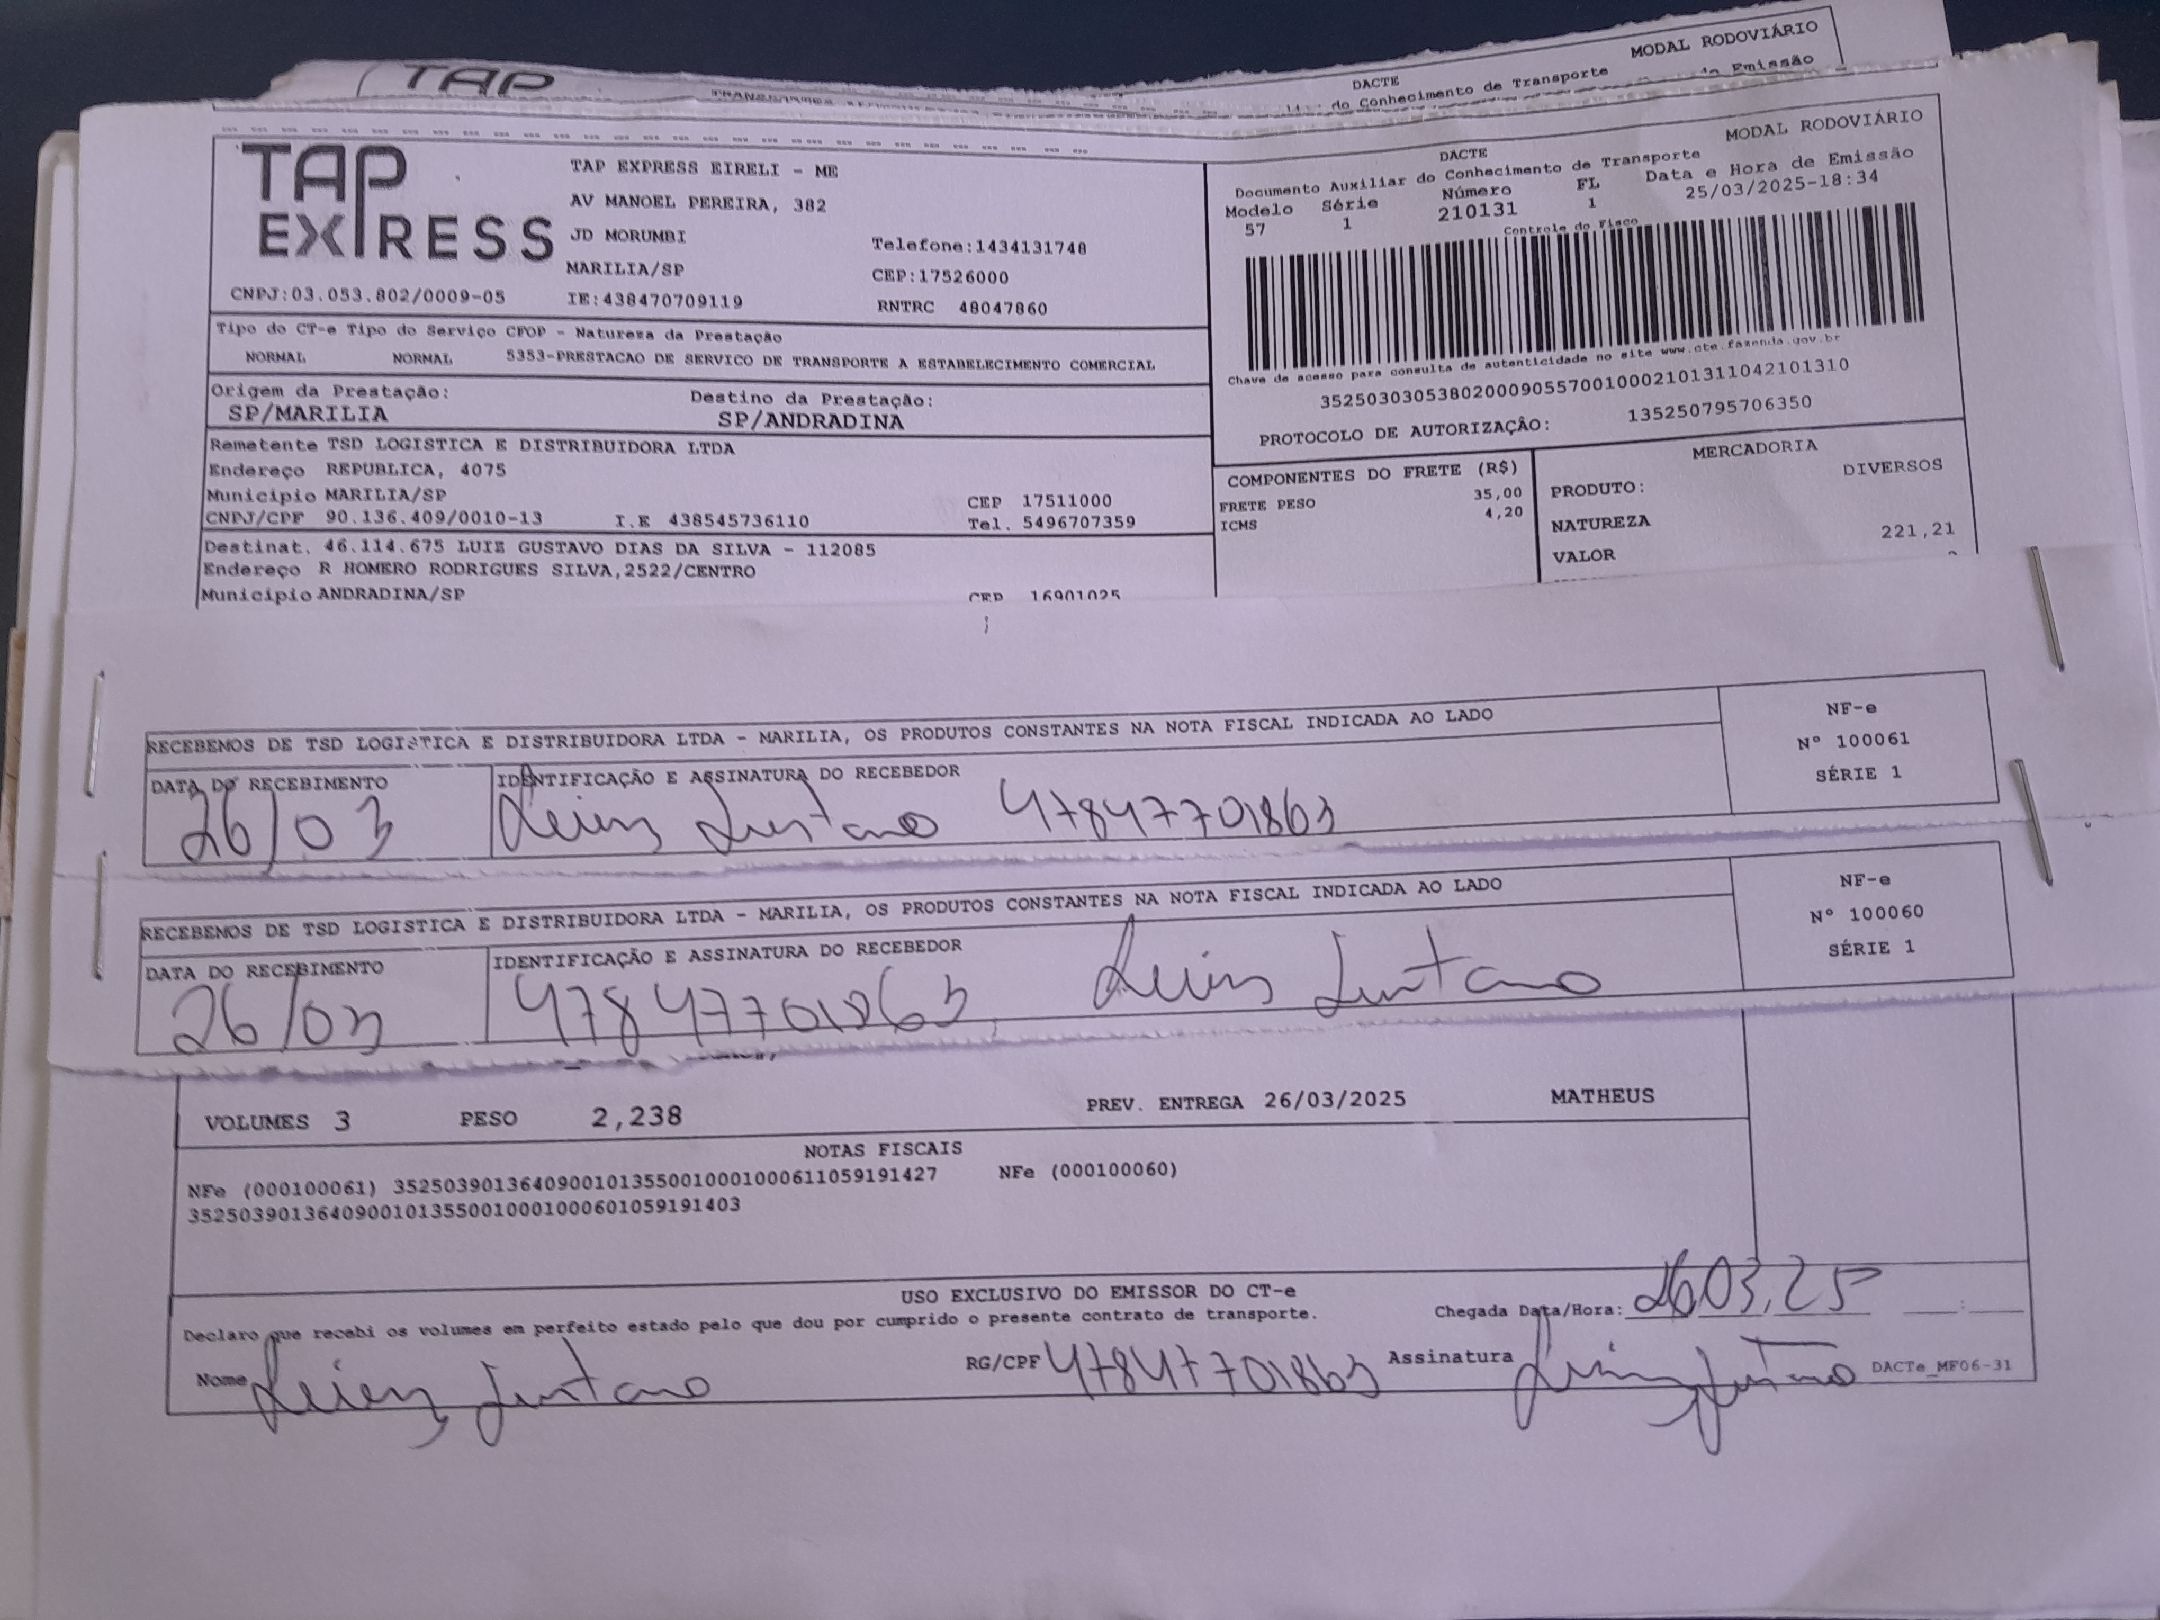 TAP
DACTE
MODAL RODOVIÁRIO
do Conhecimento de Transporte
Emissão
TAP
EXPRESS
TAP EXPRESS EIRELI - ME
AV MANOEL PEREIRA, 382
JD MORUMBI
Telefone:1434131748
MARILIA/SP
CEP:17526000
CNPJ:03.053.802/0009-05
IE:438470709119
RNTRC 48047860
DACTE
MODAL RODOVIÁRIO
Documento Auxiliar do Conhecimento de Transporte
Modelo Série Número FL Data e Hora de Emissão
57 1 210131 1 25/03/2025-18:34
Controle do Fisco
Chave de acesso para consulta de autenticidade no site www.cte.fazenda.gov.br
35250303053802000905570010002101311042101310
PROTOCOLO DE AUTORIZAÇÃO: 135250795706350
Tipo do CT-e Tipo do Serviço CFOP - Natureza da Prestação
NORMAL NORMAL 5353-PRESTACAO DE SERVICO DE TRANSPORTE A ESTABELECIMENTO COMERCIAL
Origem da Prestação: Destino da Prestação:
SP/MARILIA SP/ANDRADINA
Remetente TSD LOGISTICA E DISTRIBUIDORA LTDA
Endereço REPUBLICA, 4075
Município MARILIA/SP CEP 17511000
CNPJ/CPF 90.136.409/0010-13 I.E 438545736110 Tel. 5496707359
Destinat. 46.114.675 LUIZ GUSTAVO DIAS DA SILVA - 112085
Endereço R HOMERO RODRIGUES SILVA,2522/CENTRO
Município ANDRADINA/SP CEP 16901025
COMPONENTES DO FRETE (R$)
FRETE PESO 35,00
ICMS 4,20
MERCADORIA
PRODUTO: DIVERSOS
NATUREZA
VALOR 221,21
RECEBEMOS DE TSD LOGISTICA E DISTRIBUIDORA LTDA - MARILIA, OS PRODUTOS CONSTANTES NA NOTA FISCAL INDICADA AO LADO
NF-e
Nº 100061
SÉRIE 1
DATA DO RECEBIMENTO IDENTIFICAÇÃO E ASSINATURA DO RECEBEDOR
26/03 Luiz Gustavo 47847701863
RECEBEMOS DE TSD LOGISTICA E DISTRIBUIDORA LTDA - MARILIA, OS PRODUTOS CONSTANTES NA NOTA FISCAL INDICADA AO LADO
NF-e
Nº 100060
SÉRIE 1
DATA DO RECEBIMENTO IDENTIFICAÇÃO E ASSINATURA DO RECEBEDOR
26/03 47847701863 Luiz Gustavo
VOLUMES 3 PESO 2,238 PREV. ENTREGA 26/03/2025 MATHEUS
NOTAS FISCAIS
NFe (000100061) 35250390136409001013550010001000611059191427 NFe (000100060)
35250390136409001013550010001000601059191403
USO EXCLUSIVO DO EMISSOR DO CT-e
Declaro que recebi os volumes em perfeito estado pelo que dou por cumprido o presente contrato de transporte.
Chegada Data/Hora: 26 03, 25
Nome Luiz Gustavo RG/CPF 47847701863 Assinatura Luiz Gustavo DACTe_MF06-31